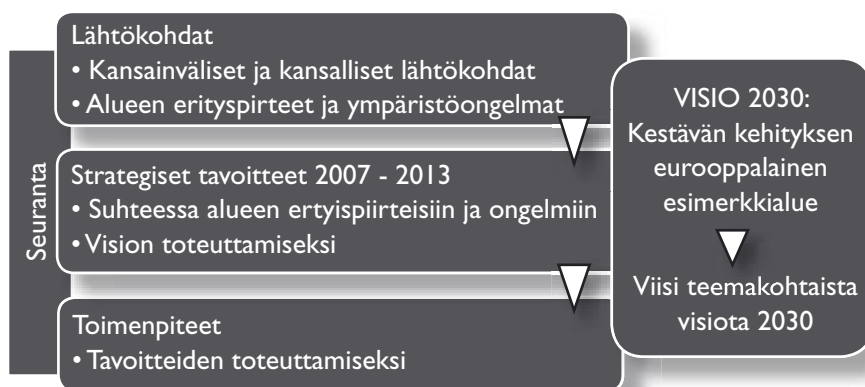 Seuranta
Lähtökohdat
• Kansainväliset ja kansalliset lähtökohdat
• Alueen erityspirteet ja ympäristöongelmat
Strategiset tavoitteet 2007 - 2013
• Suhteessa alueen ertyispiirteisiin ja ongelmiin
• Vision toteuttamiseksi
Toimenpiteet
• Tavoitteiden toteuttamiseksi
VISIO 2030:
Kestävän kehityksen
eurooppalainen
esimerkkialue
Viisi teemakohtaista
visiota 2030